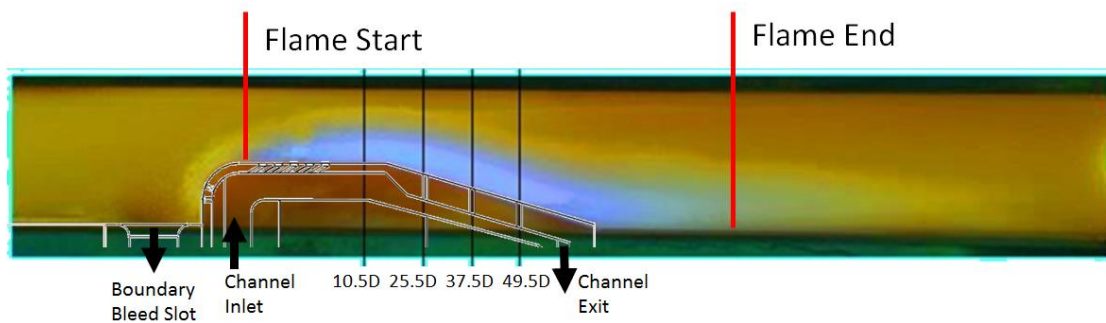 Flame Start
Flame End
Boundary
Bleed Slot
Channel
Inlet
10.5D
25.5D
37.5D
49.5D
Channel
Exit